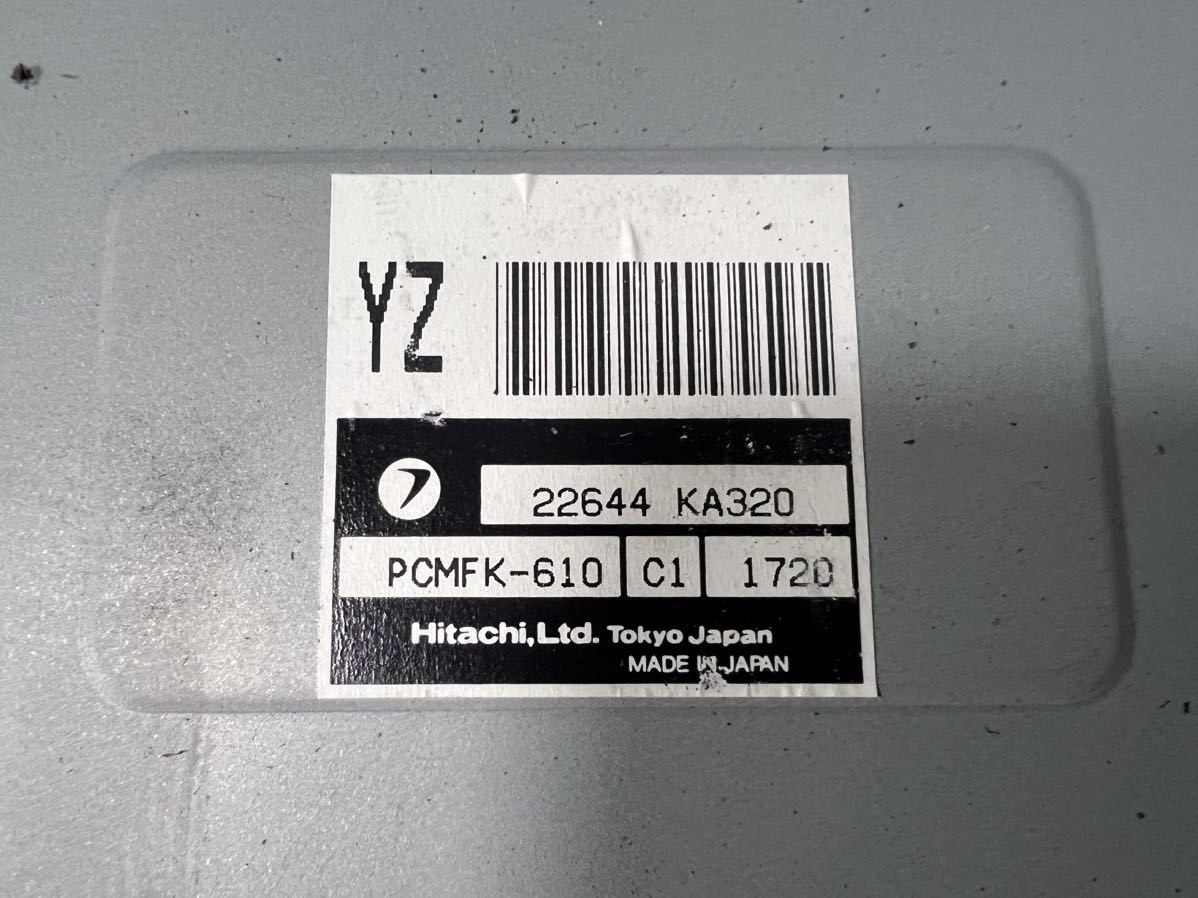 YZ
22644 KA320
PCMFK-610 C1 1720
Hitachi,Ltd. Tokyo Japan
MADE IN JAPAN